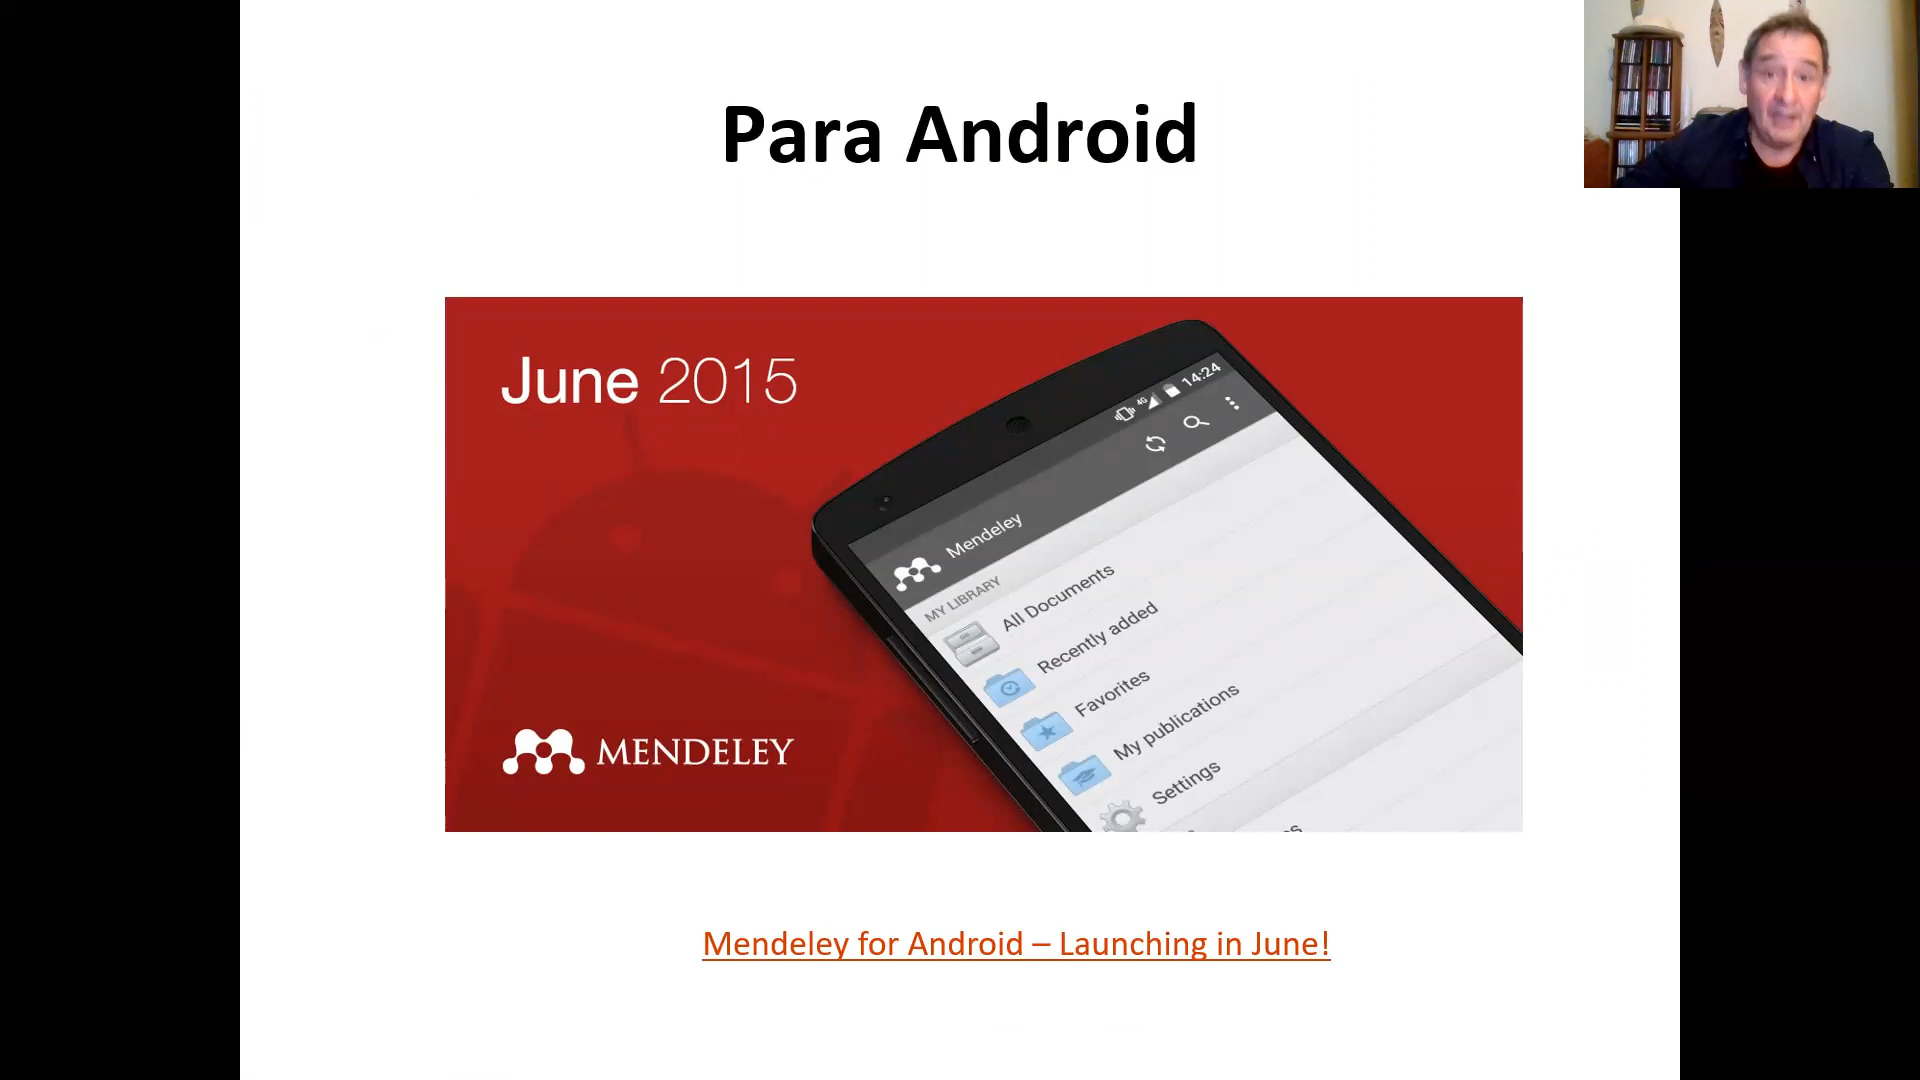 Para Android
June 2015
14:24
4G
Mendeley
MY LIBRARY
All Documents
Recently added
Favorites
My publications
Settings
MENDELEY
Mendeley for Android – Launching in June!